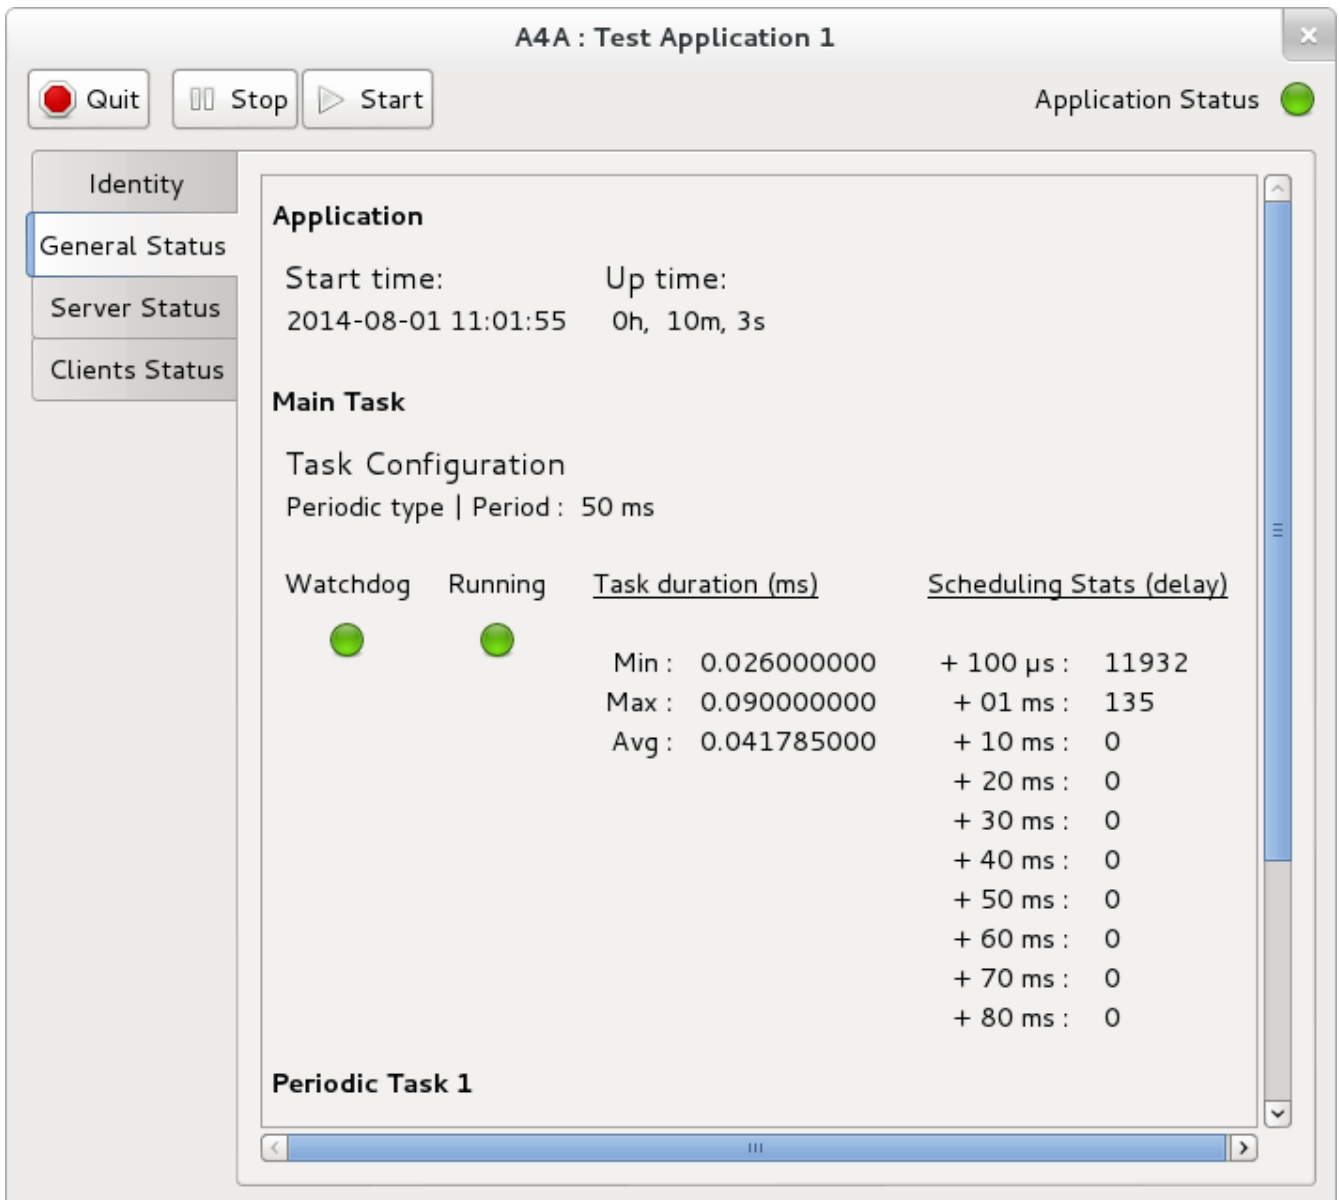 A4A : Test Application 1
Quit Stop Start Application Status
Identity
General Status
Server Status
Clients Status
Application
Start time: Up time:
2014-08-01 11:01:55 0h, 10m, 3s
Main Task
Task Configuration
Periodic type | Period : 50 ms
Watchdog Running Task duration (ms) Scheduling Stats (delay)
Min : 0.026000000 + 100 µs : 11932
Max : 0.090000000 + 01 ms : 135
Avg : 0.041785000 + 10 ms : 0
+ 20 ms : 0
+ 30 ms : 0
+ 40 ms : 0
+ 50 ms : 0
+ 60 ms : 0
+ 70 ms : 0
+ 80 ms : 0
Periodic Task 1